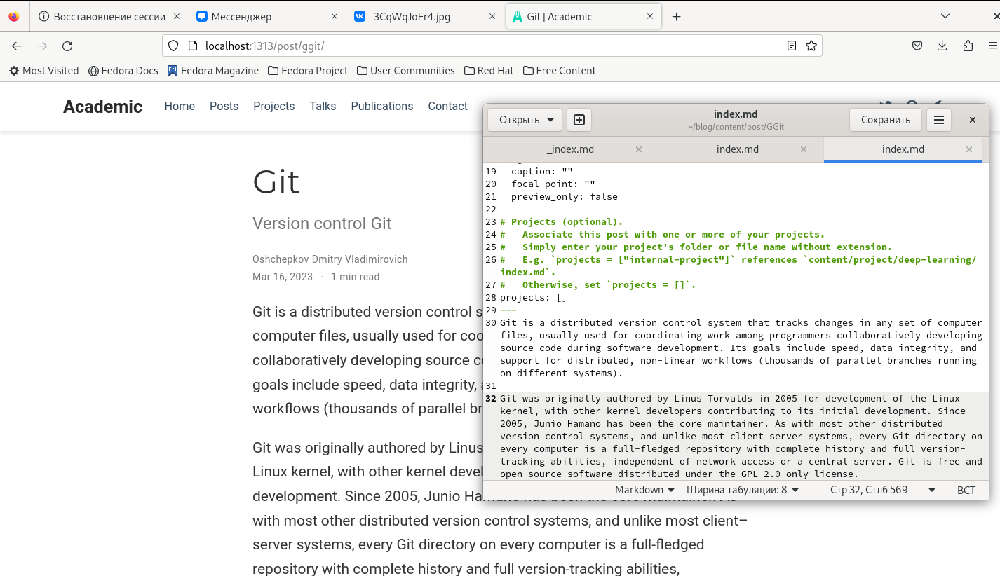 Восстановление сессии
Мессенджер
-3CqWqJoFr4.jpg
Git | Academic
localhost:1313/post/ggit/
Most Visited
Fedora Docs
Fedora Magazine
Fedora Project
User Communities
Red Hat
Free Content
Academic
Home
Posts
Projects
Talks
Publications
Contact
Git
Version control Git
Oshchepkov Dmitry Vladimirovich
Mar 16, 2023 · 1 min read
Git is a distributed version control s
computer files, usually used for coo
collaboratively developing source c
goals include speed, data integrity,
workflows (thousands of parallel br
Git was originally authored by Linus
Linux kernel, with other kernel devel
development. Since 2005, Junio Hamano has been the core maintainer. As
with most other distributed version control systems, and unlike most client–
server systems, every Git directory on every computer is a full-fledged
repository with complete history and full version-tracking abilities,
Открыть
index.md
~/blog/content/post/GGit
Сохранить
_index.md
index.md
index.md
19 caption: ""
20 focal_point: ""
21 preview_only: false
22
23 # Projects (optional).
24 #   Associate this post with one or more of your projects.
25 #   Simply enter your project's folder or file name without extension.
26 #   E.g. `projects = ["internal-project"]` references `content/project/deep-learning/
index.md`.
27 #   Otherwise, set `projects = []`.
28 projects: []
29 ---
30 Git is a distributed version control system that tracks changes in any set of computer
files, usually used for coordinating work among programmers collaboratively developing
source code during software development. Its goals include speed, data integrity, and
support for distributed, non-linear workflows (thousands of parallel branches running
on different systems).
31
32 Git was originally authored by Linus Torvalds in 2005 for development of the Linux
kernel, with other kernel developers contributing to its initial development. Since
2005, Junio Hamano has been the core maintainer. As with most other distributed
version control systems, and unlike most client–server systems, every Git directory on
every computer is a full-fledged repository with complete history and full version-
tracking abilities, independent of network access or a central server. Git is free and
open-source software distributed under the GPL-2.0-only license.
Markdown
Ширина табуляции: 8
Стр 32, Стлб 569
ВСТ